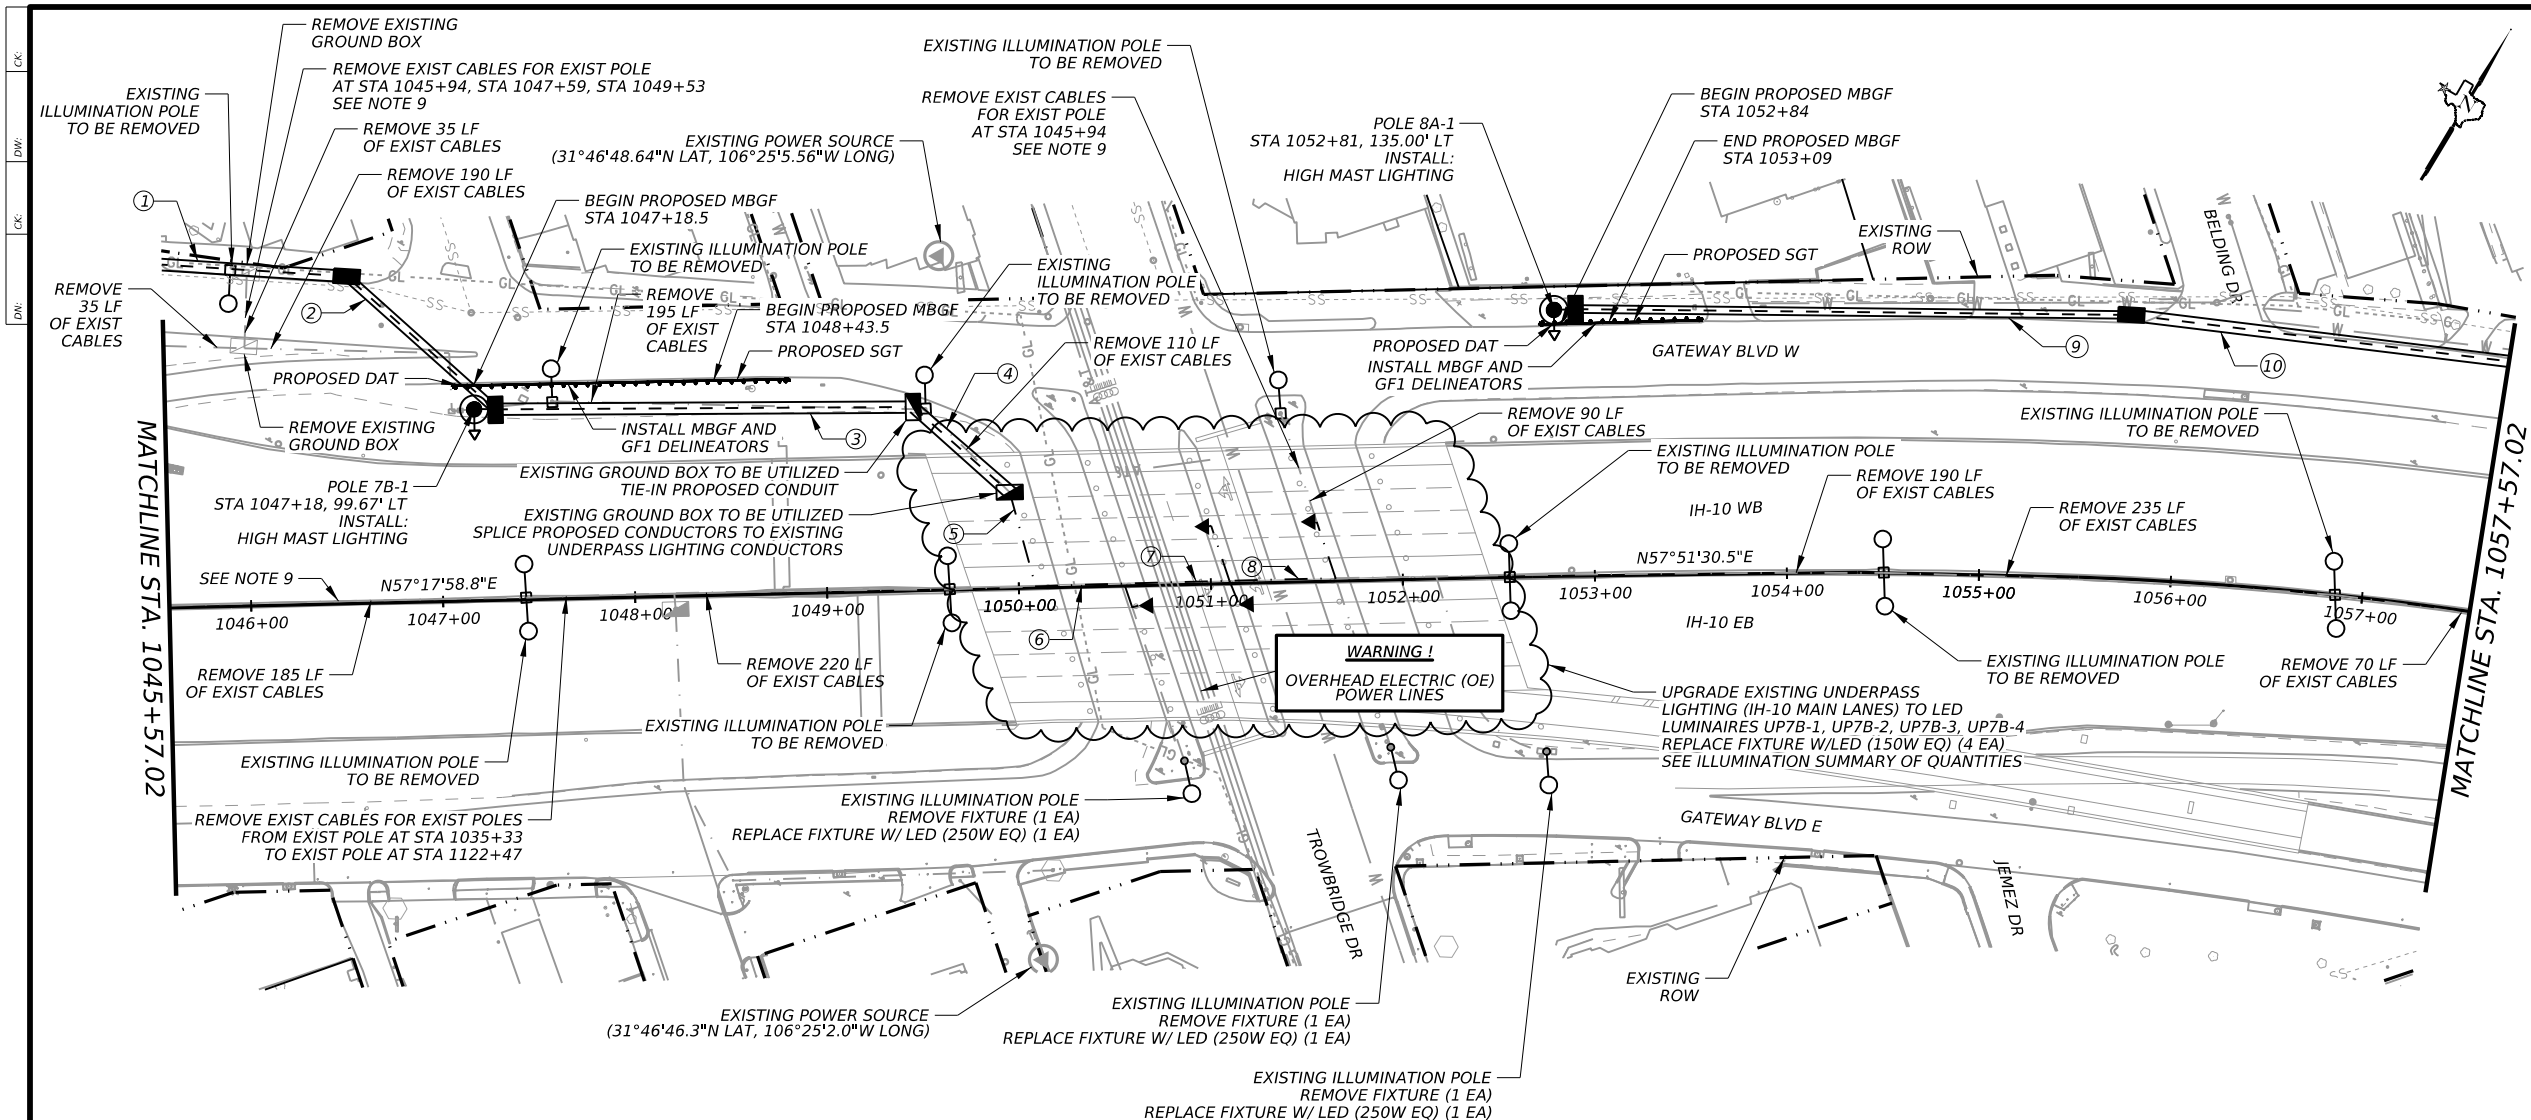 CK:
DW:
CK:
DN:
REMOVE EXISTING
GROUND BOX
REMOVE EXIST CABLES FOR EXIST POLE
AT STA 1045+94, STA 1047+59, STA 1049+53
SEE NOTE 9
EXISTING
ILLUMINATION POLE
TO BE REMOVED
REMOVE 35 LF
OF EXIST CABLES
REMOVE 190 LF
OF EXIST CABLES
EXISTING POWER SOURCE
(31°46'48.64"N LAT, 106°25'5.56"W LONG)
EXISTING ILLUMINATION POLE
TO BE REMOVED
REMOVE EXIST CABLES
FOR EXIST POLE
AT STA 1045+94
SEE NOTE 9
POLE 8A-1
STA 1052+81, 135.00' LT
INSTALL:
HIGH MAST LIGHTING
BEGIN PROPOSED MBGF
STA 1052+84
END PROPOSED MBGF
STA 1053+09
N
1
BEGIN PROPOSED MBGF
STA 1047+18.5
EXISTING ILLUMINATION POLE
TO BE REMOVED
EXISTING
ILLUMINATION POLE
TO BE REMOVED
PROPOSED SGT
EXISTING
ROW
BELDING DR
REMOVE
35 LF
OF EXIST
CABLES
2
REMOVE
195 LF
OF EXIST
CABLES
BEGIN PROPOSED MBGF
STA 1048+43.5
PROPOSED SGT
REMOVE 110 LF
OF EXIST CABLES
4
PROPOSED DAT
INSTALL MBGF AND
GF1 DELINEATORS
GATEWAY BLVD W
9
10
PROPOSED DAT
REMOVE EXISTING
GROUND BOX
INSTALL MBGF AND
GF1 DELINEATORS
3
REMOVE 90 LF
OF EXIST CABLES
EXISTING ILLUMINATION POLE
TO BE REMOVED
EXISTING ILLUMINATION POLE
TO BE REMOVED
MATCHLINE STA. 1045+57.02
MATCHLINE STA. 1057+57.02
POLE 7B-1
STA 1047+18, 99.67' LT
INSTALL:
HIGH MAST LIGHTING
EXISTING GROUND BOX TO BE UTILIZED
TIE-IN PROPOSED CONDUIT
EXISTING GROUND BOX TO BE UTILIZED
SPLICE PROPOSED CONDUCTORS TO EXISTING
UNDERPASS LIGHTING CONDUCTORS
5
REMOVE 190 LF
OF EXIST CABLES
IH-10 WB
REMOVE 235 LF
OF EXIST CABLES
SEE NOTE 9
N57°17'58.8"E
7
8
N57°51'30.5"E
1046+00
1047+00
1048+00
1049+00
1050+00
1051+00
1052+00
1053+00
1054+00
1055+00
1056+00
1057+00
6
IH-10 EB
WARNING !
OVERHEAD ELECTRIC (OE)
POWER LINES
REMOVE 185 LF
OF EXIST CABLES
REMOVE 220 LF
OF EXIST CABLES
EXISTING ILLUMINATION POLE
TO BE REMOVED
REMOVE 70 LF
OF EXIST CABLES
EXISTING ILLUMINATION POLE
TO BE REMOVED
UPGRADE EXISTING UNDERPASS
LIGHTING (IH-10 MAIN LANES) TO LED
LUMINAIRES UP7B-1, UP7B-2, UP7B-3, UP7B-4
REPLACE FIXTURE W/LED (150W EQ) (4 EA)
SEE ILLUMINATION SUMMARY OF QUANTITIES
EXISTING ILLUMINATION POLE
TO BE REMOVED
REMOVE EXIST CABLES FOR EXIST POLES
FROM EXIST POLE AT STA 1035+33
TO EXIST POLE AT STA 1122+47
EXISTING ILLUMINATION POLE
REMOVE FIXTURE (1 EA)
REPLACE FIXTURE W/ LED (250W EQ) (1 EA)
TROWBRIDGE DR
GATEWAY BLVD E
JEMEZ DR
EXISTING
ROW
EXISTING POWER SOURCE
(31°46'46.3"N LAT, 106°25'2.0"W LONG)
EXISTING ILLUMINATION POLE
REMOVE FIXTURE (1 EA)
REPLACE FIXTURE W/ LED (250W EQ) (1 EA)
EXISTING ILLUMINATION POLE
REMOVE FIXTURE (1 EA)
REPLACE FIXTURE W/ LED (250W EQ) (1 EA)